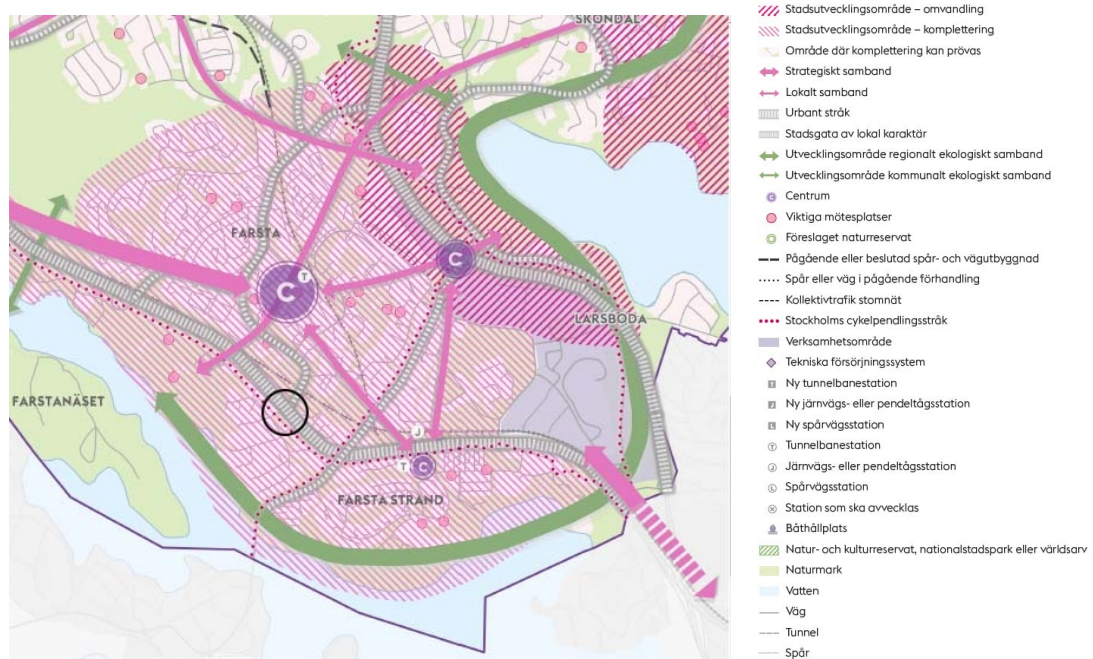 SKÖNDAL
FARSTA
C
T
C
LARSBODA
FARSTANÄSET
J
T
C
FARSTA STRAND
Stadsutvecklingsområde – omvandling
Stadsutvecklingsområde – komplettering
Område där komplettering kan prövas
Strategiskt samband
Lokalt samband
Urbant stråk
Stadsgata av lokal karaktär
Utvecklingsområde regionalt ekologiskt samband
Utvecklingsområde kommunalt ekologiskt samband
C Centrum
Viktiga mötesplatser
Föreslaget naturreservat
Pågående eller beslutad spår- och vägutbyggnad
Spår eller väg i pågående förhandling
Kollektivtrafik stomnät
Stockholms cykelpendlingsstråk
Verksamhetsområde
Tekniska försörjningssystem
T Ny tunnelbanestation
J Ny järnvägs- eller pendeltågsstation
L Ny spårvägsstation
T Tunnelbanestation
J Järnvägs- eller pendeltågsstation
L Spårvägsstation
Station som ska avvecklas
Båthållplats
Natur- och kulturreservat, nationalstadspark eller världsarv
Naturmark
Vatten
Väg
Tunnel
Spår